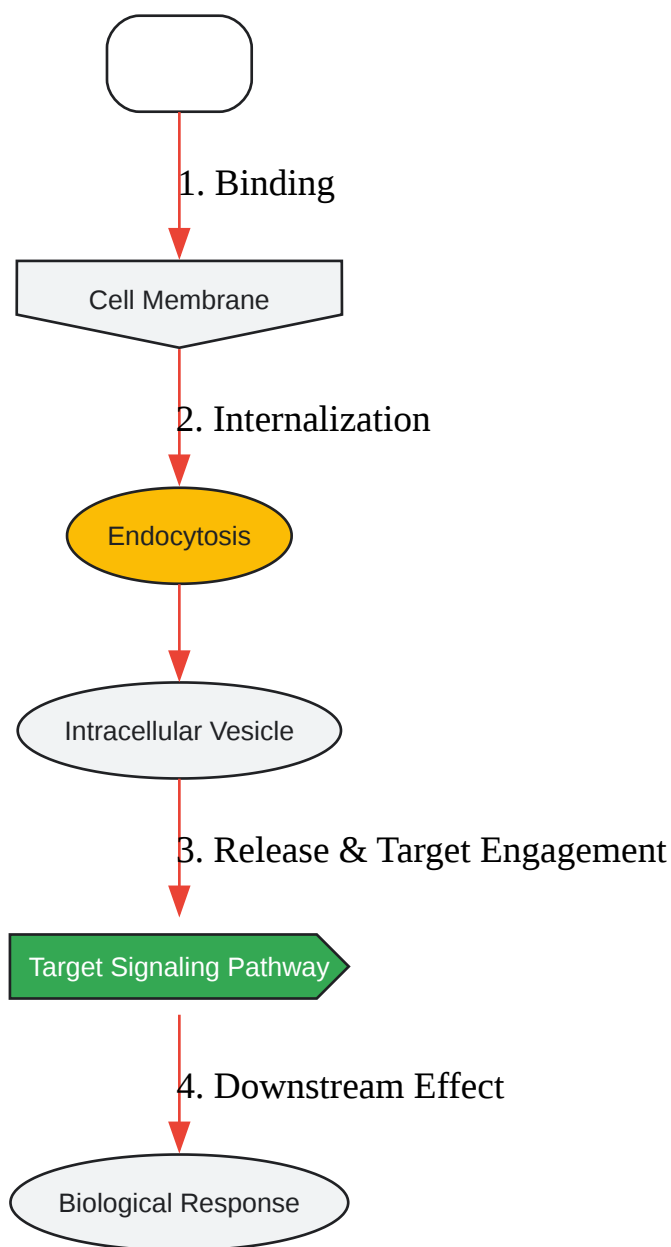 1. Binding
Cell Membrane
2. Internalization
Endocytosis
Intracellular Vesicle
3. Release & Target Engagement
Target Signaling Pathway
4. Downstream Effect
Biological Response